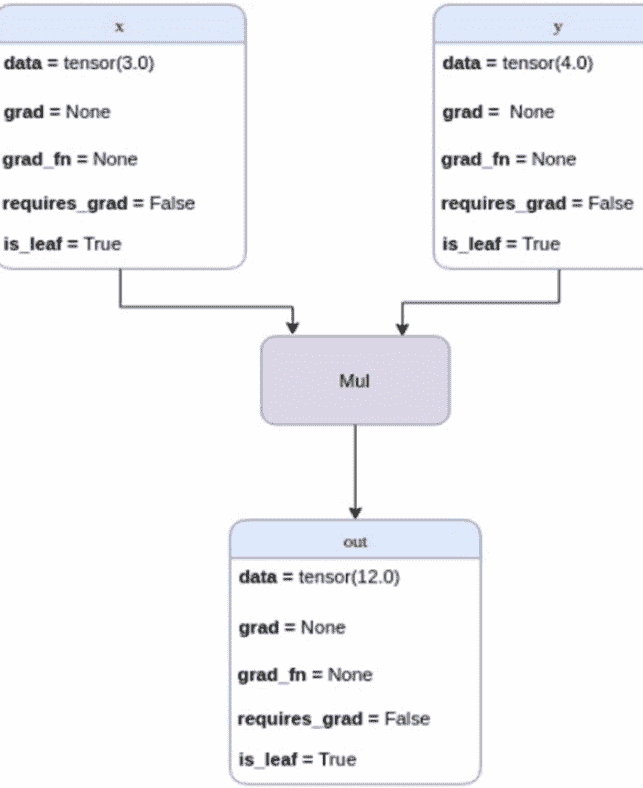 x
data = tensor(3.0)
grad = None
grad_fn = None
requires_grad = False
is_leaf = True
y
data = tensor(4.0)
grad =  None
grad_fn = None
requires_grad = False
is_leaf = True
Mul
out
data = tensor(12.0)
grad = None
grad_fn = None
requires_grad = False
is_leaf = True